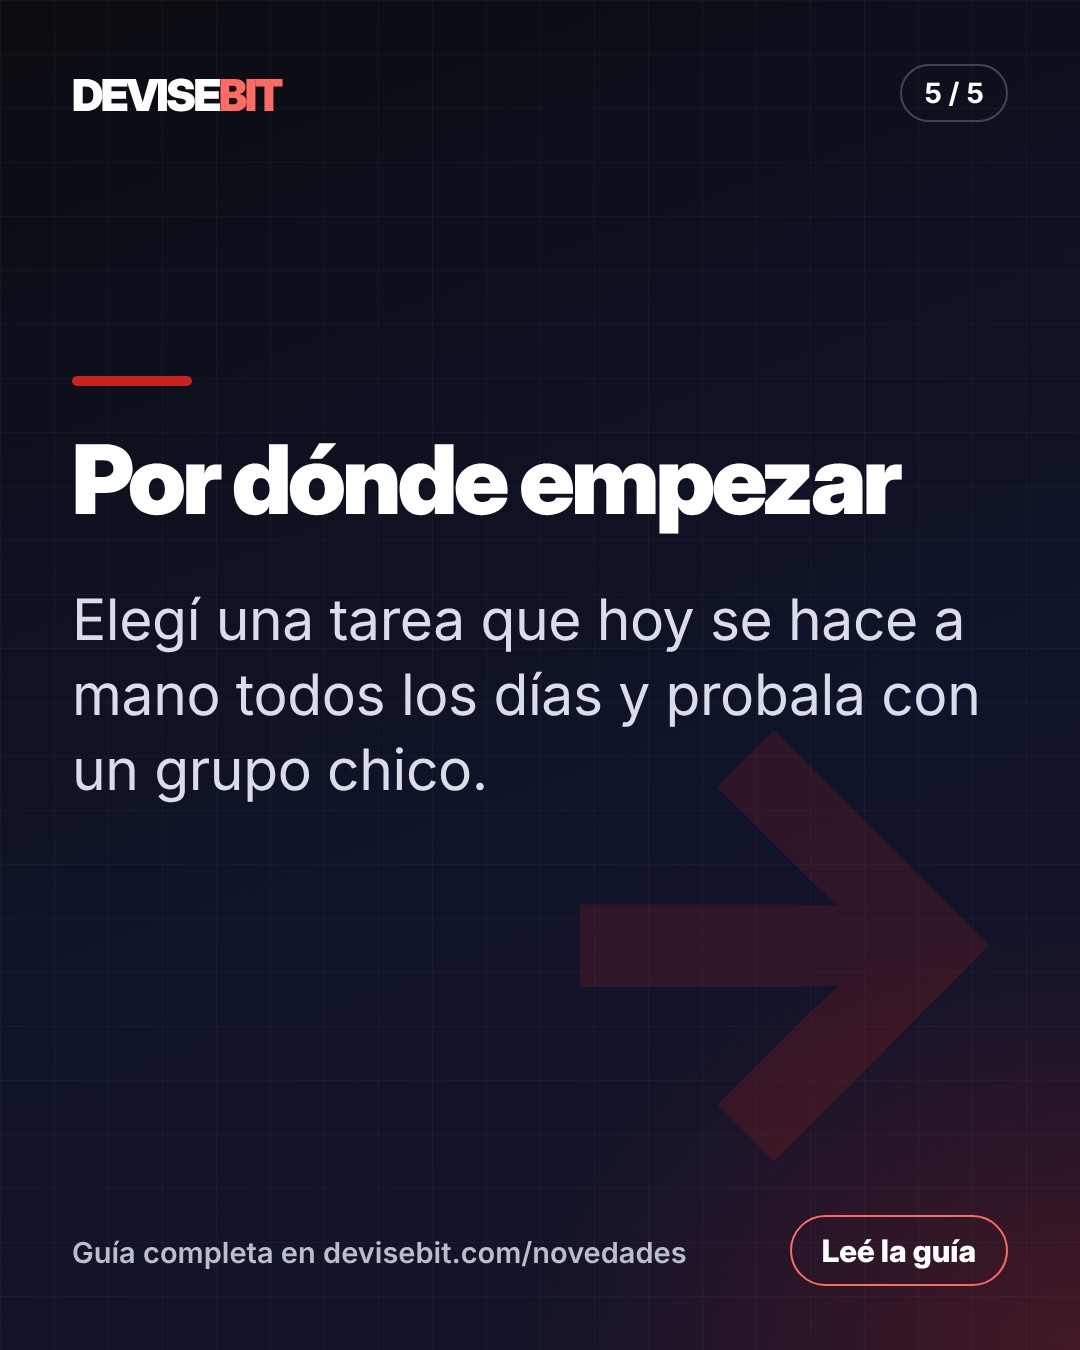 DEVISEBIT
5 / 5
Por dónde empezar
Elegí una tarea que hoy se hace a
mano todos los días y probala con
un grupo chico.
Guía completa en devisebit.com/novedades
Leé la guía